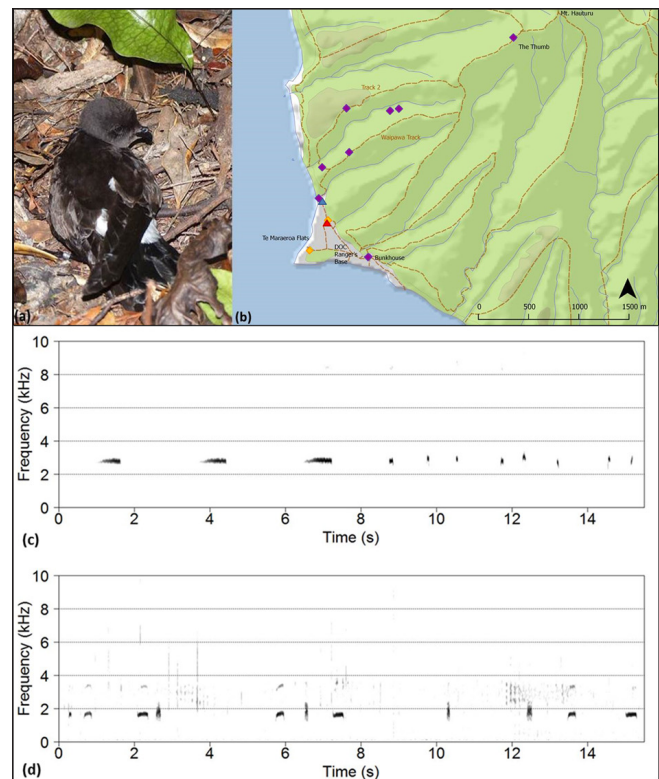 (a)
(b)
Mt. Hauturu
The Thumb
Track 2
Waipawa Track
Te Maraeroa Flats
DOC
Rangers
Base
Bunkhouse
0 500 1000 1500 m
10
8
6
4
2
0
Frequency (kHz)
0 2 4 6 8 10 12 14
Time (s)
(c)
10
8
6
4
2
0
Frequency (kHz)
0 2 4 6 8 10 12 14
Time (s)
(d)